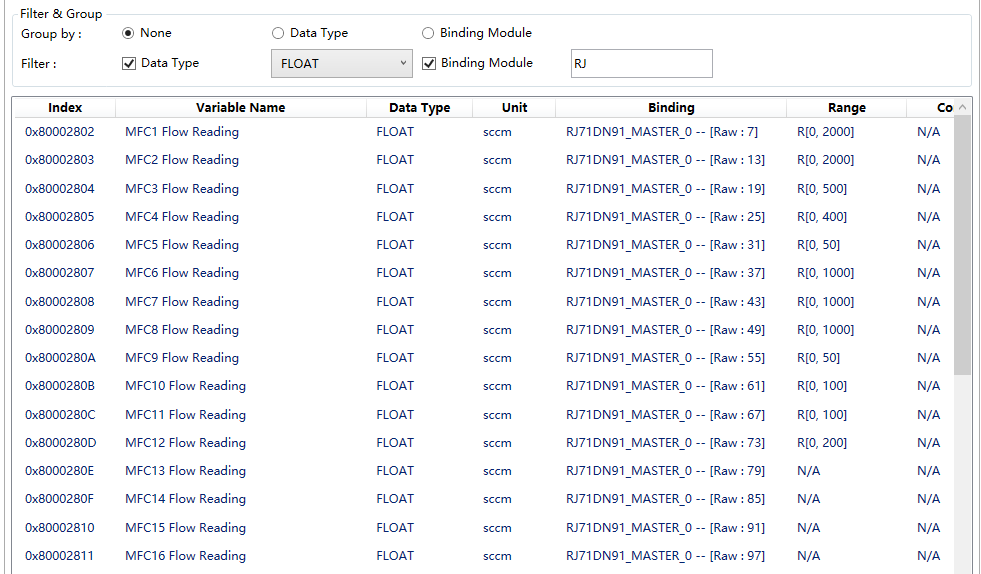 Filter & Group
Group by : None Data Type Binding Module
Filter : Data Type FLOAT Binding Module RJ
Index Variable Name Data Type Unit Binding Range Co
0x80002802 MFC1 Flow Reading FLOAT sccm RJ71DN91_MASTER_0 -- [Raw : 7] R[0, 2000] N/A
0x80002803 MFC2 Flow Reading FLOAT sccm RJ71DN91_MASTER_0 -- [Raw : 13] R[0, 2000] N/A
0x80002804 MFC3 Flow Reading FLOAT sccm RJ71DN91_MASTER_0 -- [Raw : 19] R[0, 500] N/A
0x80002805 MFC4 Flow Reading FLOAT sccm RJ71DN91_MASTER_0 -- [Raw : 25] R[0, 400] N/A
0x80002806 MFC5 Flow Reading FLOAT sccm RJ71DN91_MASTER_0 -- [Raw : 31] R[0, 50] N/A
0x80002807 MFC6 Flow Reading FLOAT sccm RJ71DN91_MASTER_0 -- [Raw : 37] R[0, 1000] N/A
0x80002808 MFC7 Flow Reading FLOAT sccm RJ71DN91_MASTER_0 -- [Raw : 43] R[0, 1000] N/A
0x80002809 MFC8 Flow Reading FLOAT sccm RJ71DN91_MASTER_0 -- [Raw : 49] R[0, 1000] N/A
0x8000280A MFC9 Flow Reading FLOAT sccm RJ71DN91_MASTER_0 -- [Raw : 55] R[0, 50] N/A
0x8000280B MFC10 Flow Reading FLOAT sccm RJ71DN91_MASTER_0 -- [Raw : 61] R[0, 100] N/A
0x8000280C MFC11 Flow Reading FLOAT sccm RJ71DN91_MASTER_0 -- [Raw : 67] R[0, 100] N/A
0x8000280D MFC12 Flow Reading FLOAT sccm RJ71DN91_MASTER_0 -- [Raw : 73] R[0, 200] N/A
0x8000280E MFC13 Flow Reading FLOAT sccm RJ71DN91_MASTER_0 -- [Raw : 79] N/A N/A
0x8000280F MFC14 Flow Reading FLOAT sccm RJ71DN91_MASTER_0 -- [Raw : 85] N/A N/A
0x80002810 MFC15 Flow Reading FLOAT sccm RJ71DN91_MASTER_0 -- [Raw : 91] N/A N/A
0x80002811 MFC16 Flow Reading FLOAT sccm RJ71DN91_MASTER_0 -- [Raw : 97] N/A N/A